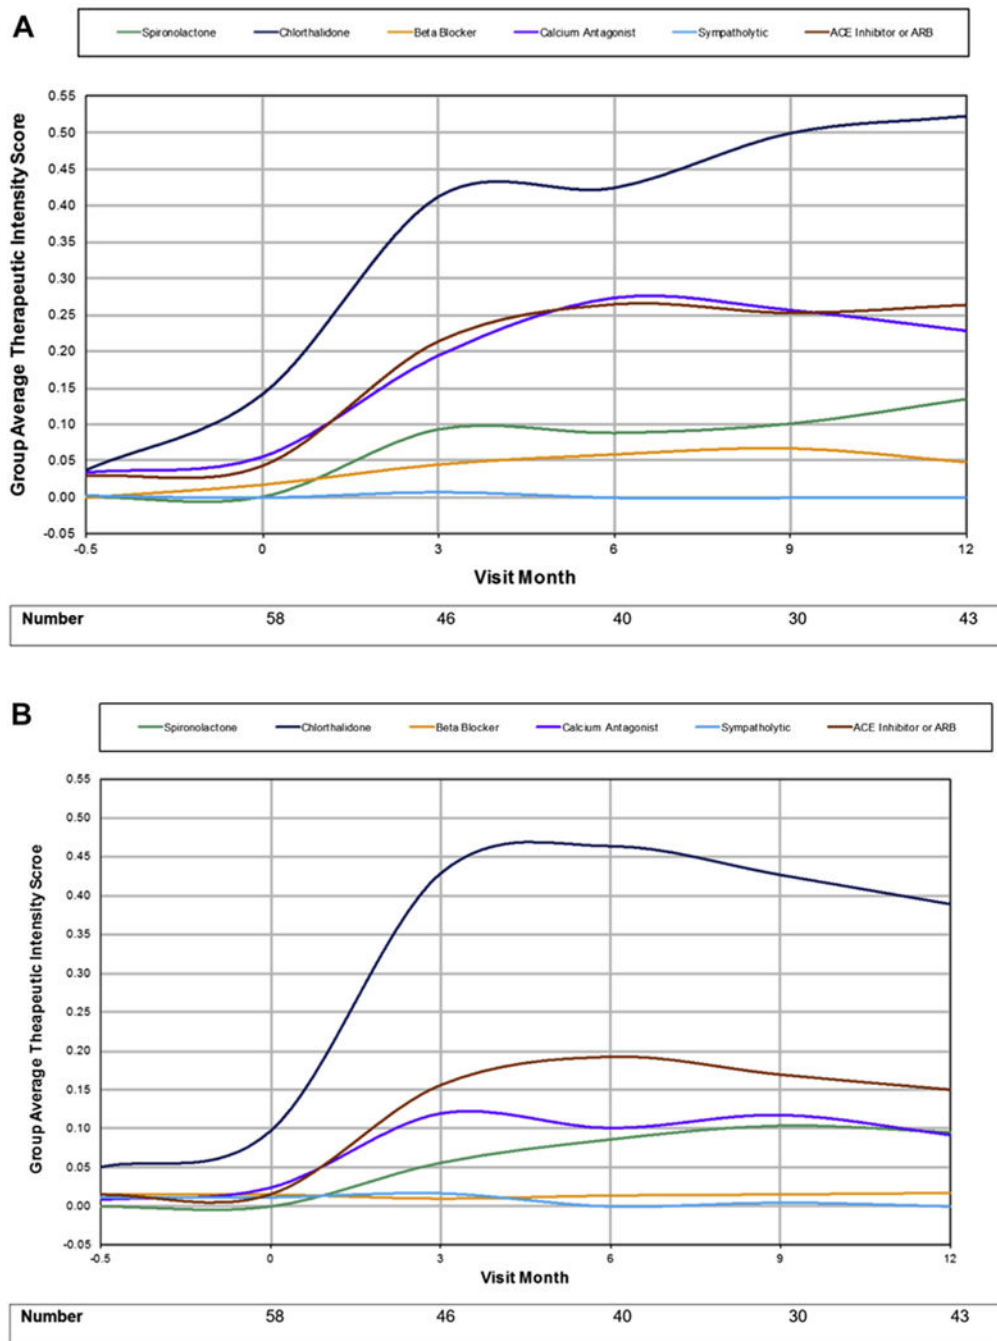 A
Spironolactone Chlorthalidone Beta Blocker Calcium Antagonist Sympatholytic ACE Inhibitor or ARB
Group Average Therapeutic Intensity Score
0.55
0.50
0.45
0.40
0.35
0.30
0.25
0.20
0.15
0.10
0.05
0.00
-0.05
-0.5 0 3 6 9 12
Visit Month
Number 58 46 40 30 43
B
Spironolactone Chlorthalidone Beta Blocker Calcium Antagonist Sympatholytic ACE Inhibitor or ARB
Group Average Theapeutic Intensity Scroe
0.55
0.50
0.45
0.40
0.35
0.30
0.25
0.20
0.15
0.10
0.05
0.00
-0.05
-0.5 0 3 6 9 12
Visit Month
Number 58 46 40 30 43